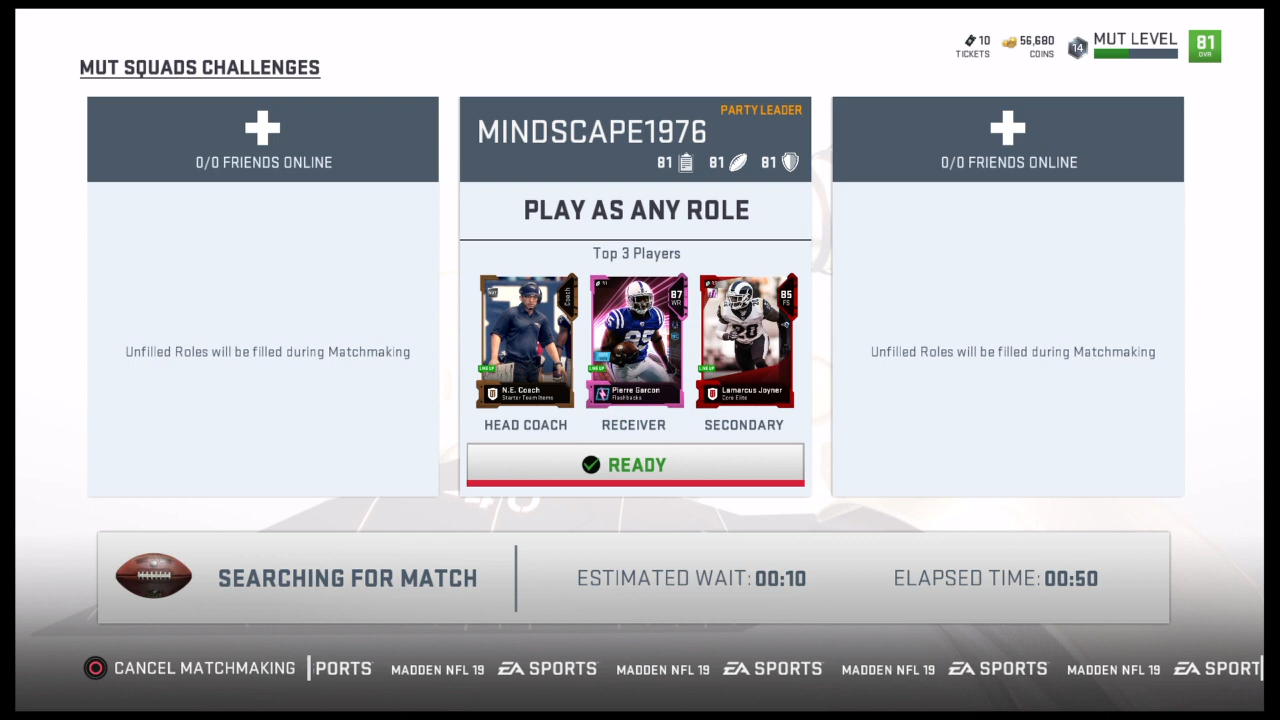 MUT SQUADS CHALLENGES
10
TICKETS
56,680
COINS
14
MUT LEVEL
81
OVR
0/0 FRIENDS ONLINE
Unfilled Roles will be filled during Matchmaking
PARTY LEADER
MINDSCAPE1976
81 81 81
PLAY AS ANY ROLE
Top 3 Players
Coach
LINEUP
N.E. Coach
Starter Team Items
HEAD COACH
87
WR
LINEUP
Pierre Garcon
Flashbacks
RECEIVER
85
FS
LINEUP
Lamarcus Joyner
Core Elite
SECONDARY
READY
0/0 FRIENDS ONLINE
Unfilled Roles will be filled during Matchmaking
SEARCHING FOR MATCH
ESTIMATED WAIT: 00:10
ELAPSED TIME: 00:50
CANCEL MATCHMAKING
PORTS MADDEN NFL 19 EA SPORTS MADDEN NFL 19 EA SPORTS MADDEN NFL 19 EA SPORTS MADDEN NFL 19 EA SPORT